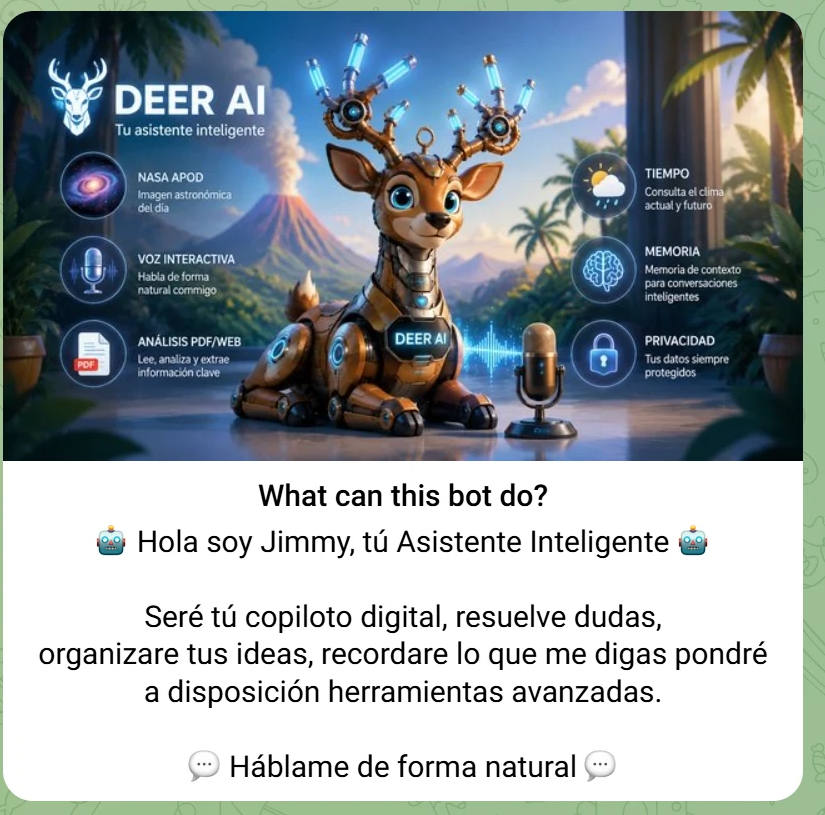 DEER AI
Tu asistente inteligente
NASA APOD
Imagen astronómica
del día
VOZ INTERACTIVA
Habla de forma
natural conmigo
ANÁLISIS PDF/WEB
Lee, analiza y extrae
información clave
PDF
TIEMPO
Consulta el clima
actual y futuro
MEMORIA
Memoria de contexto
para conversaciones
inteligentes
PRIVACIDAD
Tus datos siempre
protegidos
DEER AI
What can this bot do?
🤖 Hola soy Jimmy, tú Asistente Inteligente 🤖
Seré tú copiloto digital, resuelve dudas,
organizare tus ideas, recordare lo que me digas pondré
a disposición herramientas avanzadas.
💬 Háblame de forma natural 💬